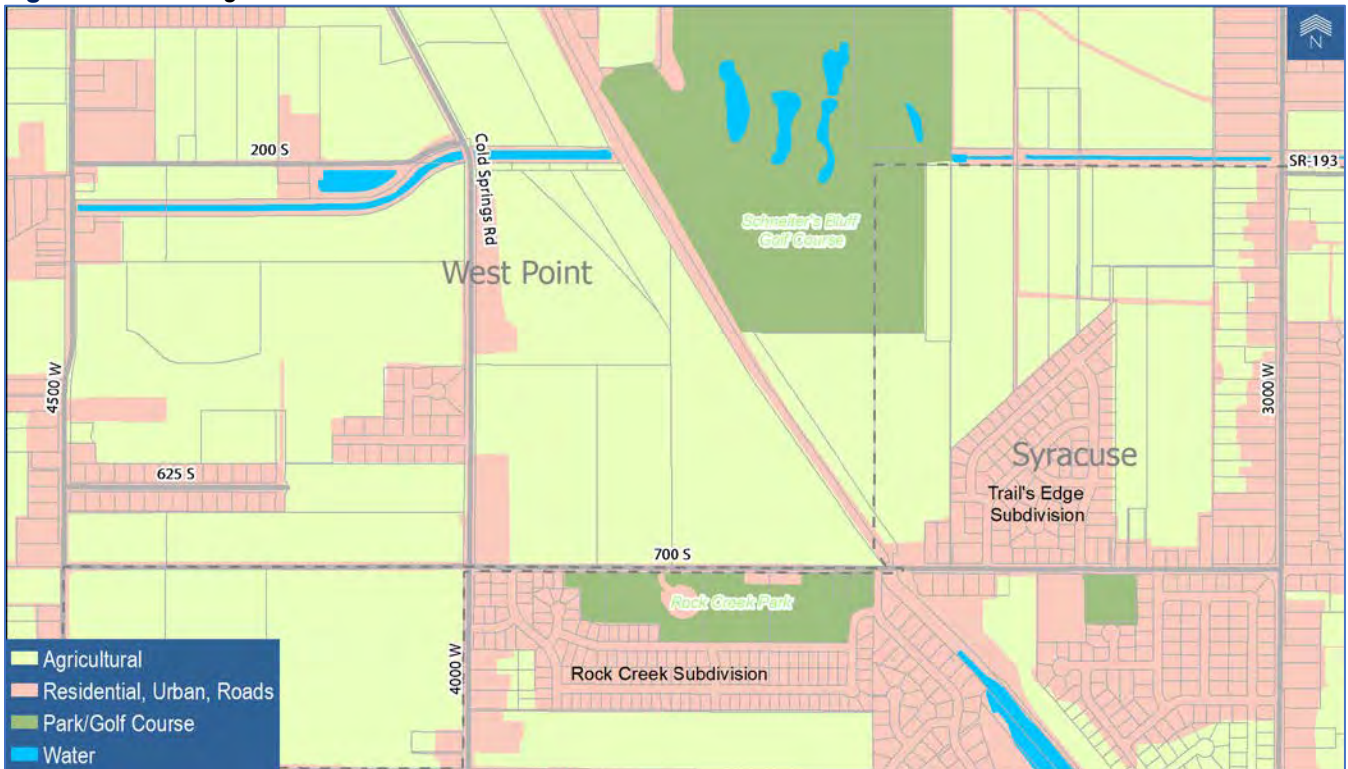 N
200 S
Cold Springs Rd
SR-193
Schneiter's Bluff
Golf Course
West Point
4500 W
3000 W
Syracuse
625 S
Trail's Edge
Subdivision
700 S
Rock Creek Park
Rock Creek Subdivision
4000 W
Agricultural
Residential, Urban, Roads
Park/Golf Course
Water